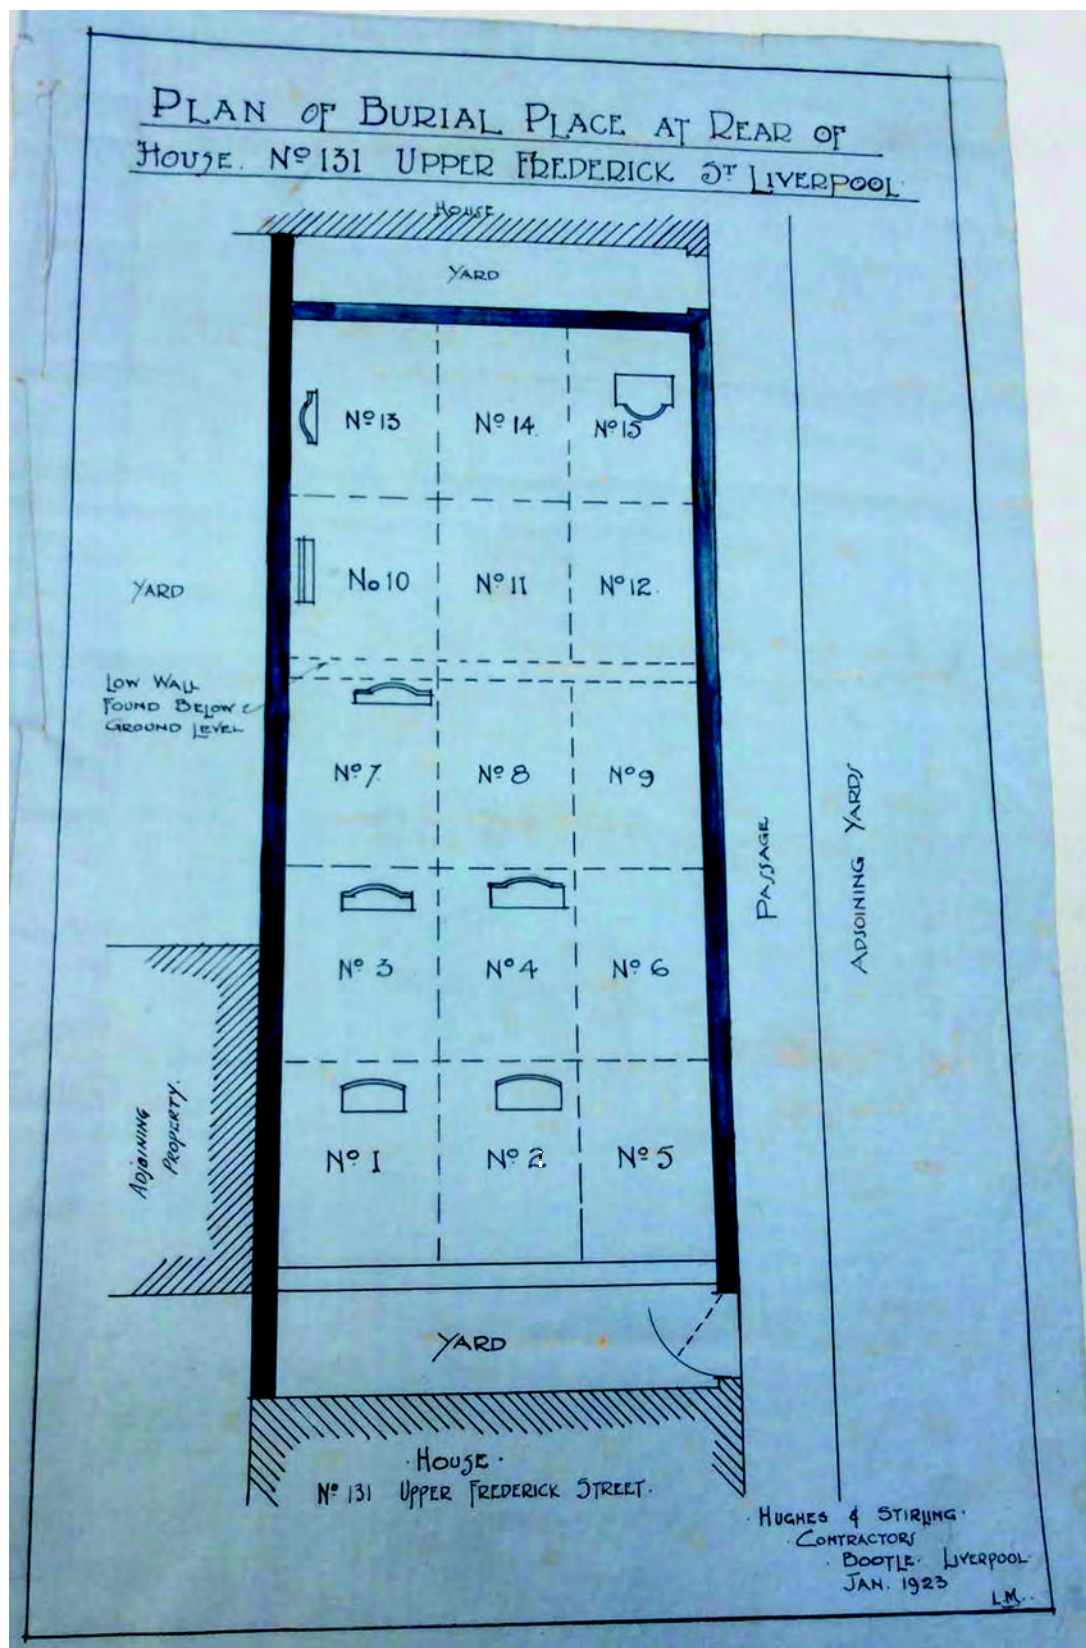 PLAN OF BURIAL PLACE AT REAR OF
HOUSE. Nº 131 UPPER FREDERICK ST LIVERPOOL.
HOUSE
YARD
Nº 13 Nº 14. Nº 15
No 10 Nº 11 Nº 12.
YARD
LOW WALL
FOUND BELOW
GROUND LEVEL
Nº 7 Nº 8 Nº 9
PASSAGE
ADJOINING YARDS
Nº 3 Nº 4 Nº 6
ADJOINING
PROPERTY.
Nº 1 Nº 2 Nº 5
YARD
· HOUSE ·
Nº 131 UPPER FREDERICK STREET.
· HUGHES & STIRLING ·
· CONTRACTORS
· BOOTLE · LIVERPOOL
JAN. 1923
L.M.